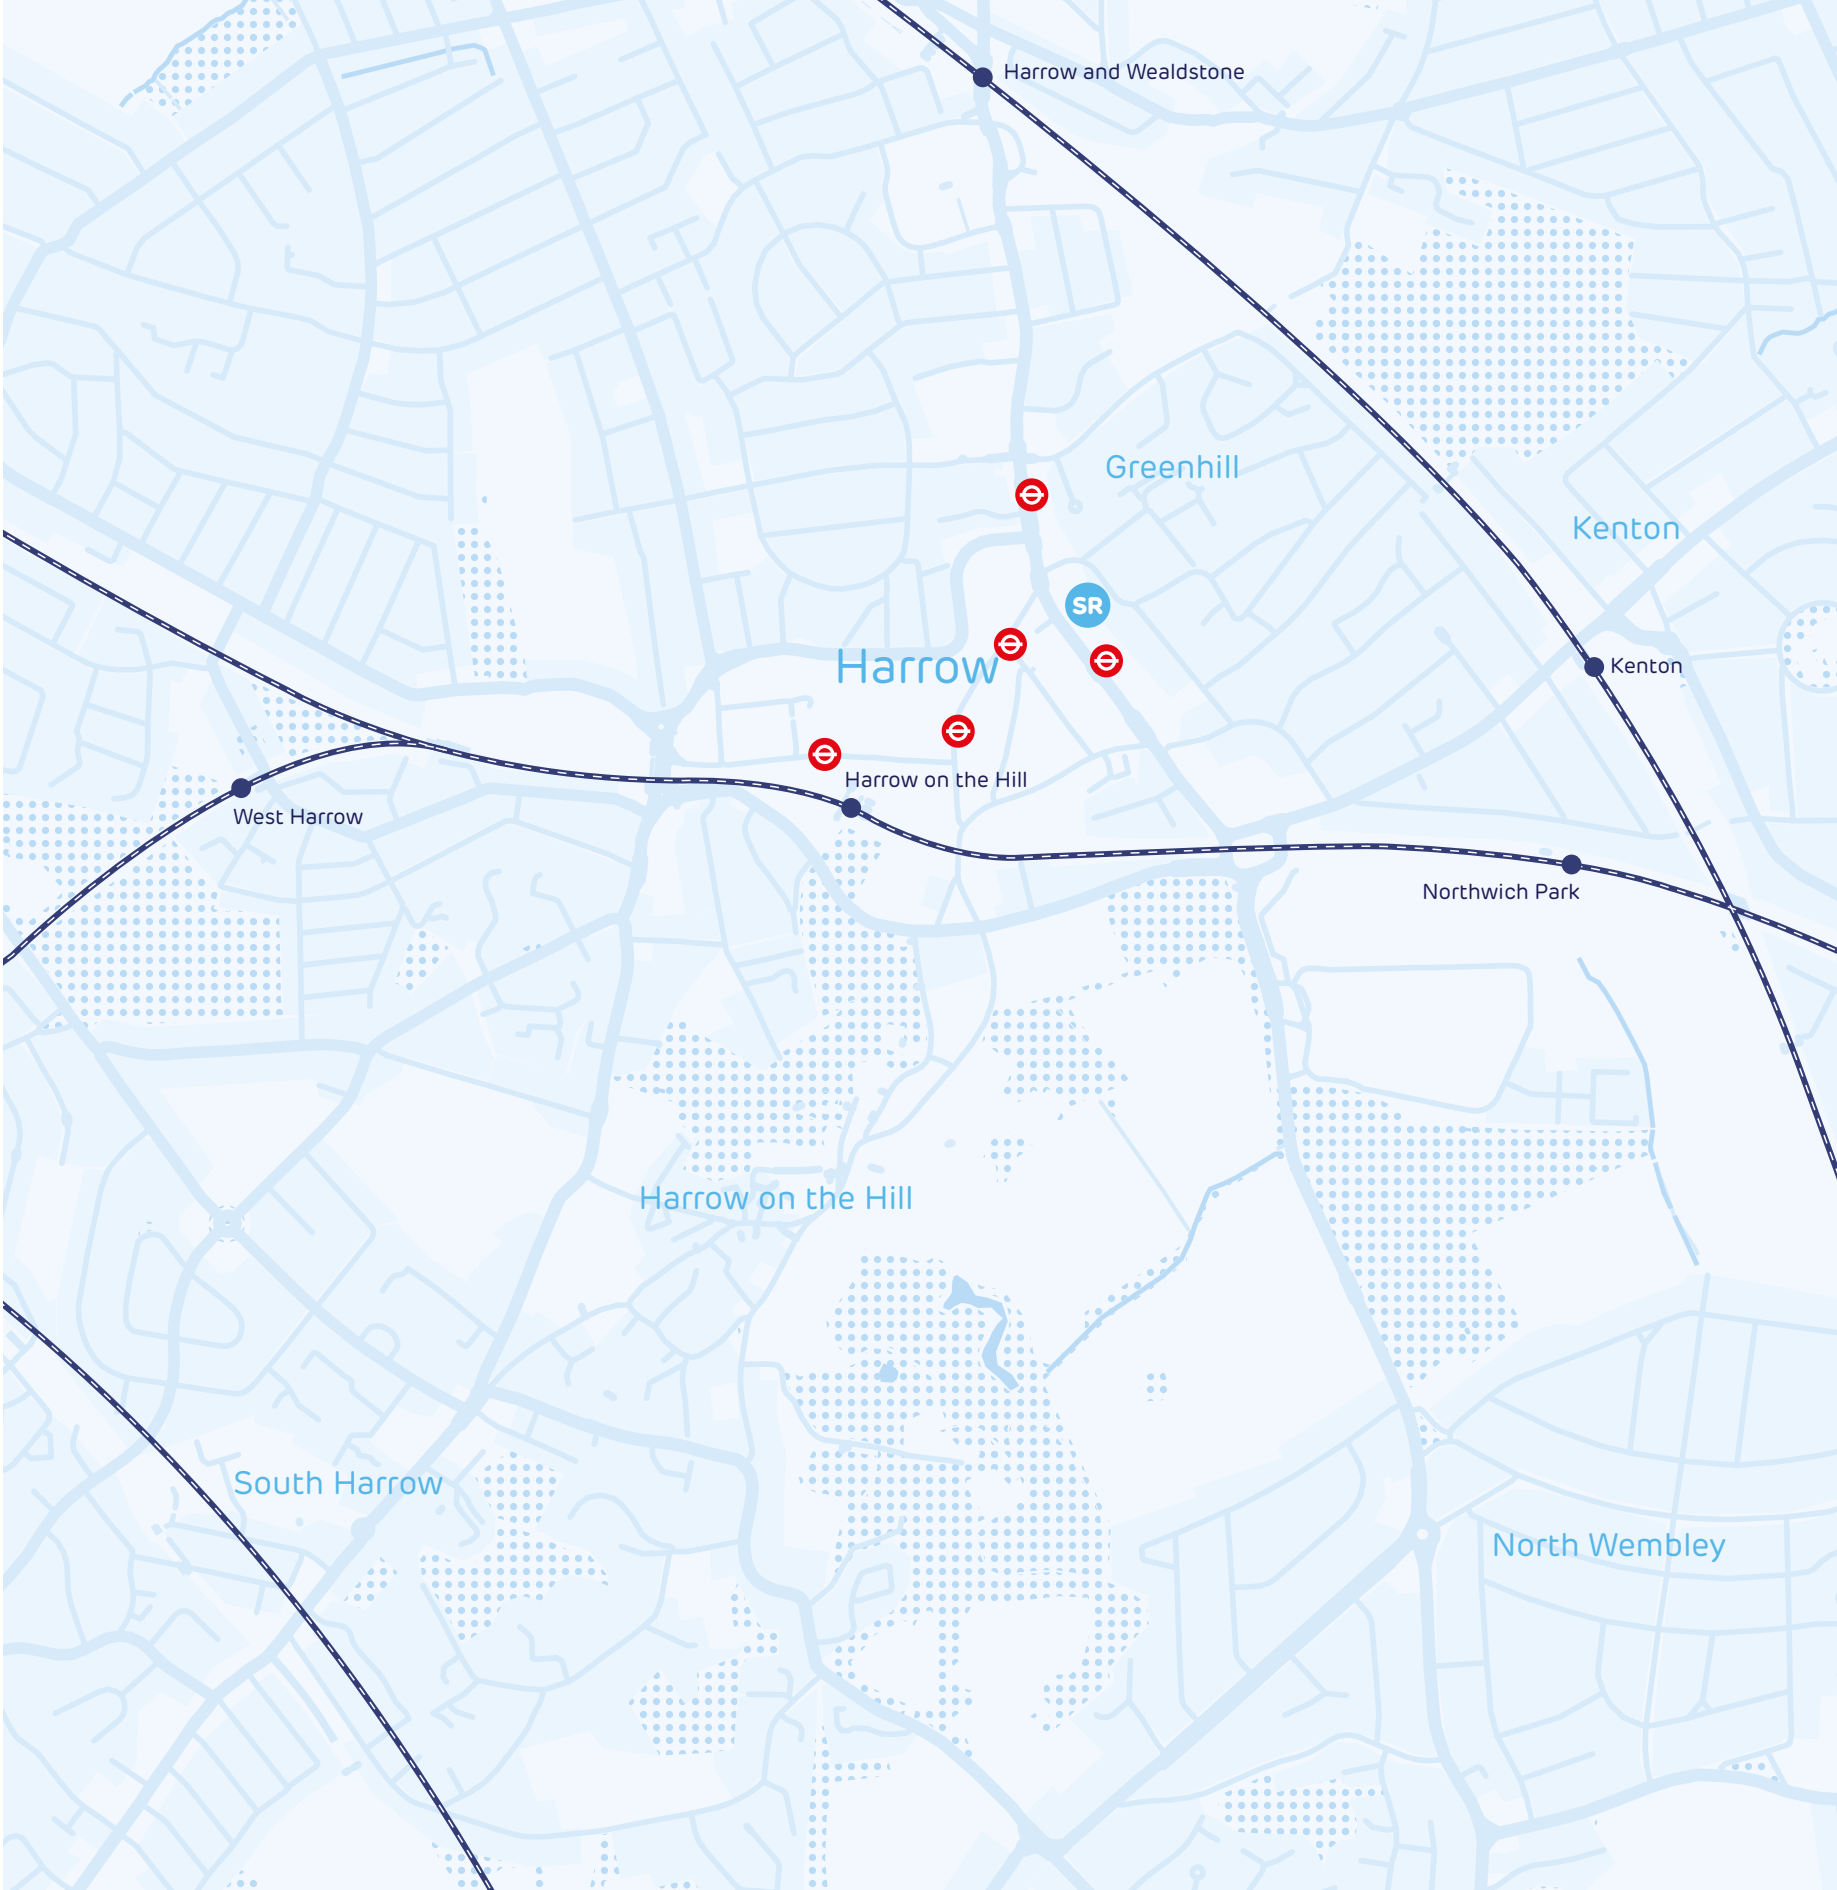 Harrow and Wealdstone
Greenhill
Kenton
SR
Harrow
Kenton
Harrow on the Hill
West Harrow
Northwich Park
Harrow on the Hill
South Harrow
North Wembley